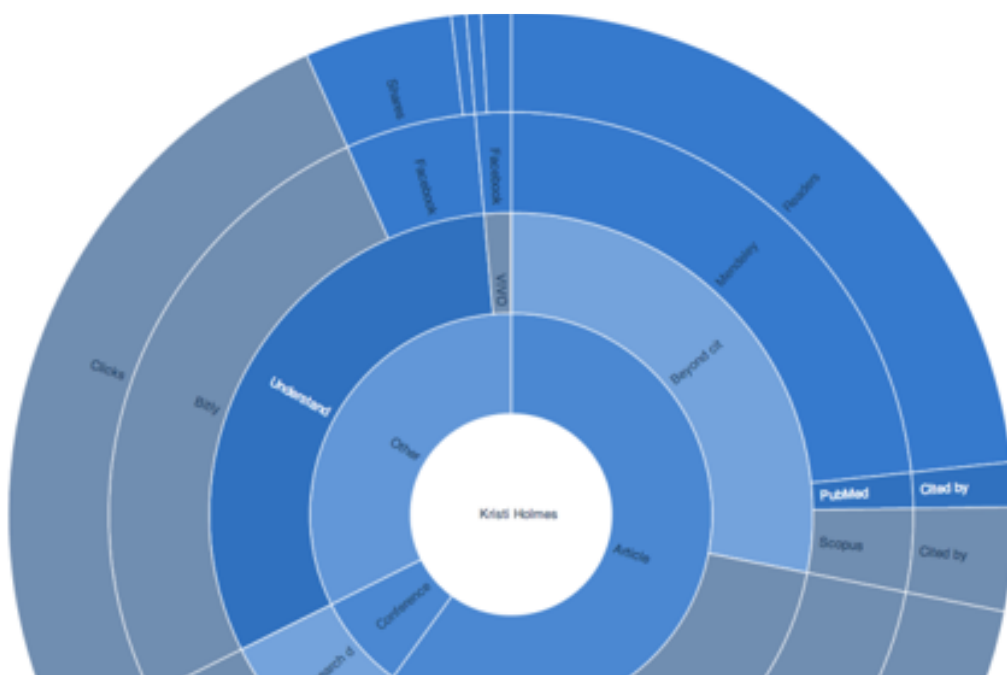 Shares
Facebook
Facebook
Readers
Mendeley
VIVO
Beyond cit
Clicks
Bitly
Understand
Other
PubMed
Cited by
Kristi Holmes
Article
Scopus
Cited by
Conference
arch d